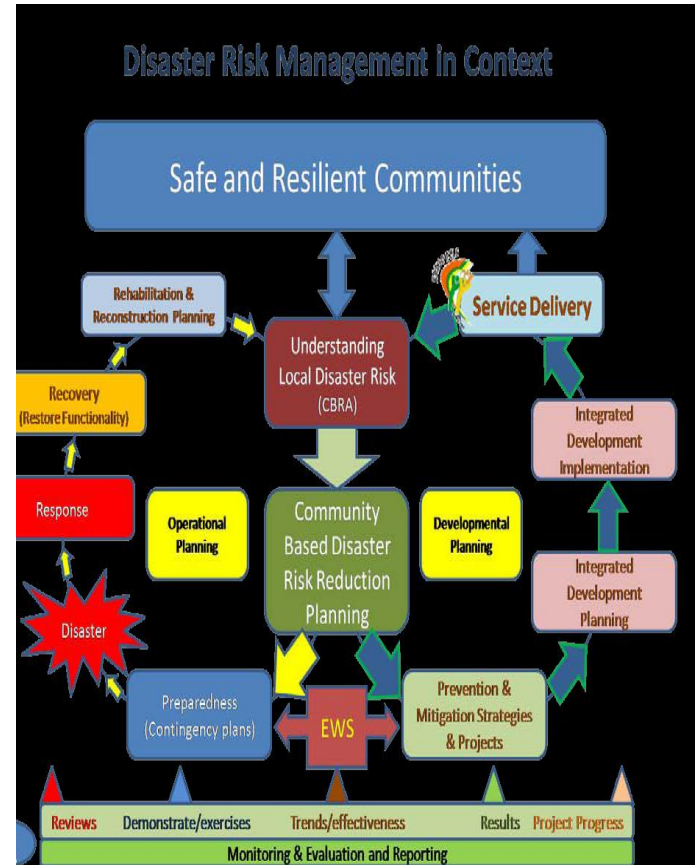 Disaster Risk Management in Context
Safe and Resilient Communities
Rehabilitation &
Reconstruction Planning
Service Delivery
Understanding
Local Disaster Risk
(CBRA)
Recovery
(Restore Functionality)
Integrated
Development
Implementation
Response
Operational
Planning
Community
Based Disaster
Risk Reduction
Planning
Developmental
Planning
Integrated
Development
Planning
Disaster
Preparedness
(Contingency plans)
EWS
Prevention &
Mitigation Strategies
& Projects
Reviews Demonstrate/exercises Trends/effectiveness Results Project Progress
Monitoring & Evaluation and Reporting